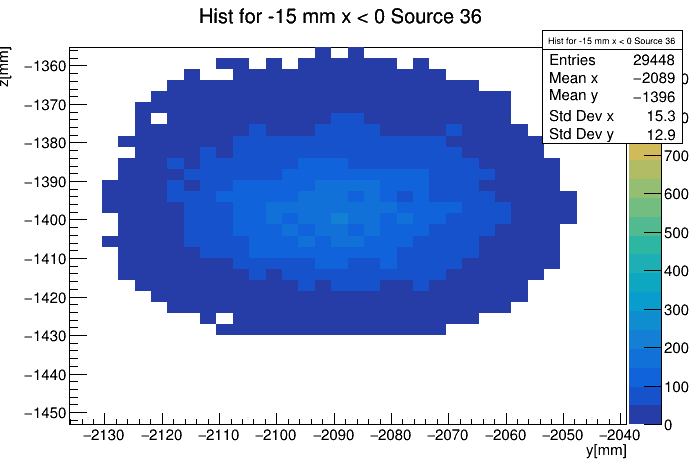 Hist for -15 mm x < 0 Source 36
z[mm]
Hist for -15 mm x < 0 Source 36
Entries 29448
Mean x −2089
Mean y −1396
Std Dev x 15.3
Std Dev y 12.9
−1360
−1370
−1380
−1390
−1400
−1410
−1420
−1430
−1440
−1450
700
600
500
400
300
200
100
0
−2130 −2120 −2110 −2100 −2090 −2080 −2070 −2060 −2050 −2040
y[mm]